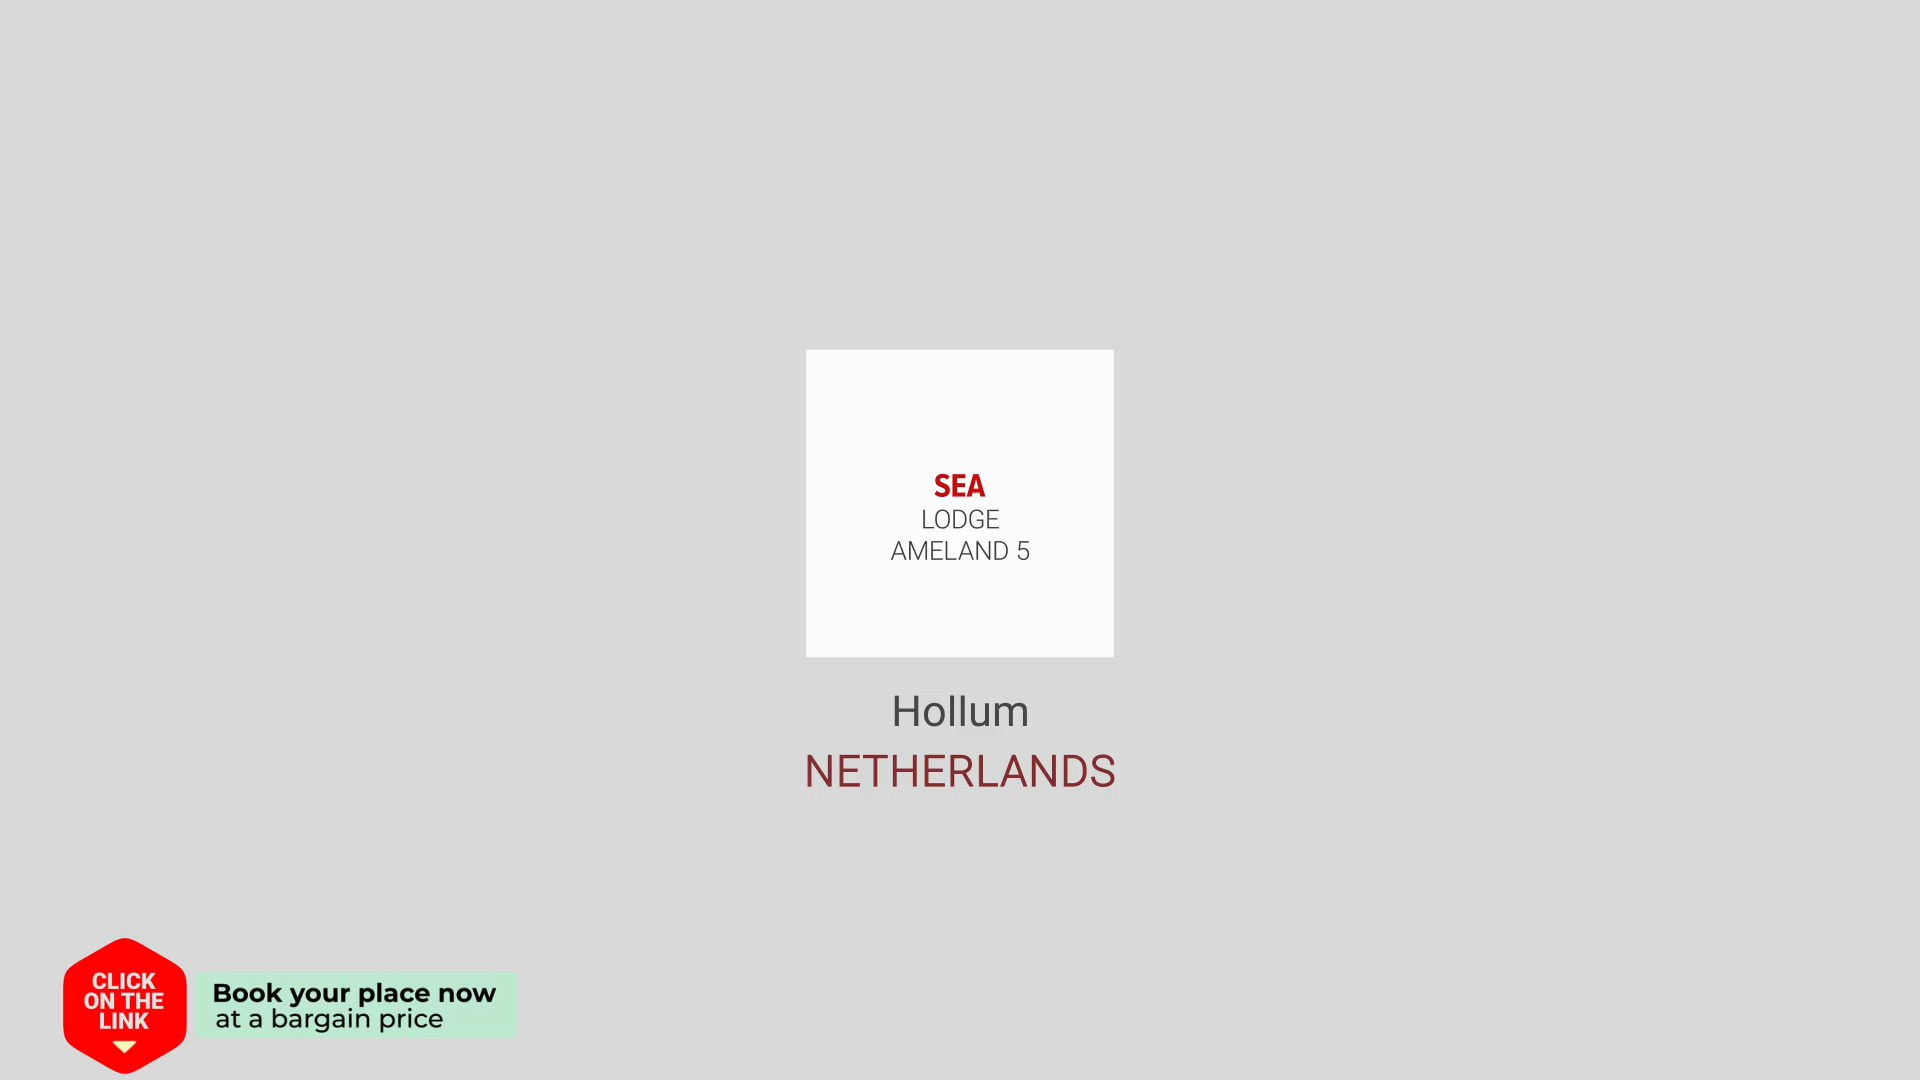 SEA
LODGE
AMELAND 5
Hollum
NETHERLANDS
CLICK
ON THE
LINK
Book your place now
at a bargain price